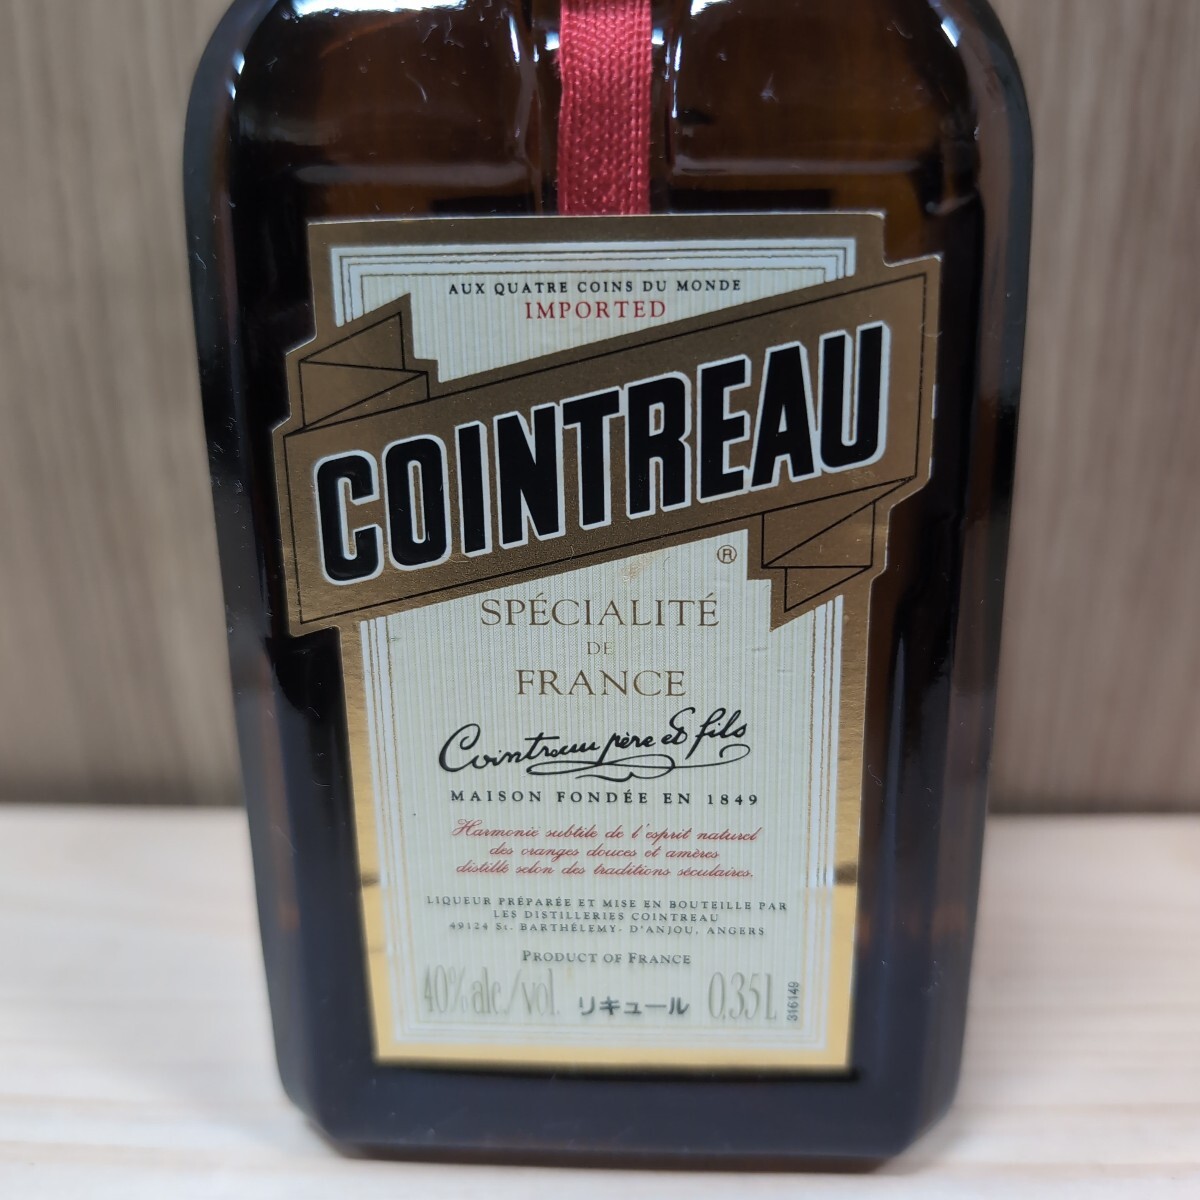 AUX QUATRE COINS DU MONDE
IMPORTED
COINTREAU
®
SPÉCIALITÉ
DE
FRANCE
Cointreau père & fils
MAISON FONDÉE EN 1849
Harmonie subtile de l'esprit naturel
des oranges douces et amères
distillé selon des traditions séculaires.
LIQUEUR PRÉPARÉE ET MISE EN BOUTEILLE PAR
LES DISTILLERIES COINTREAU
49124 St. BARTHÉLEMY- D'ANJOU, ANGERS
PRODUCT OF FRANCE
40% alc/vol. リキュール 0,35L
316149